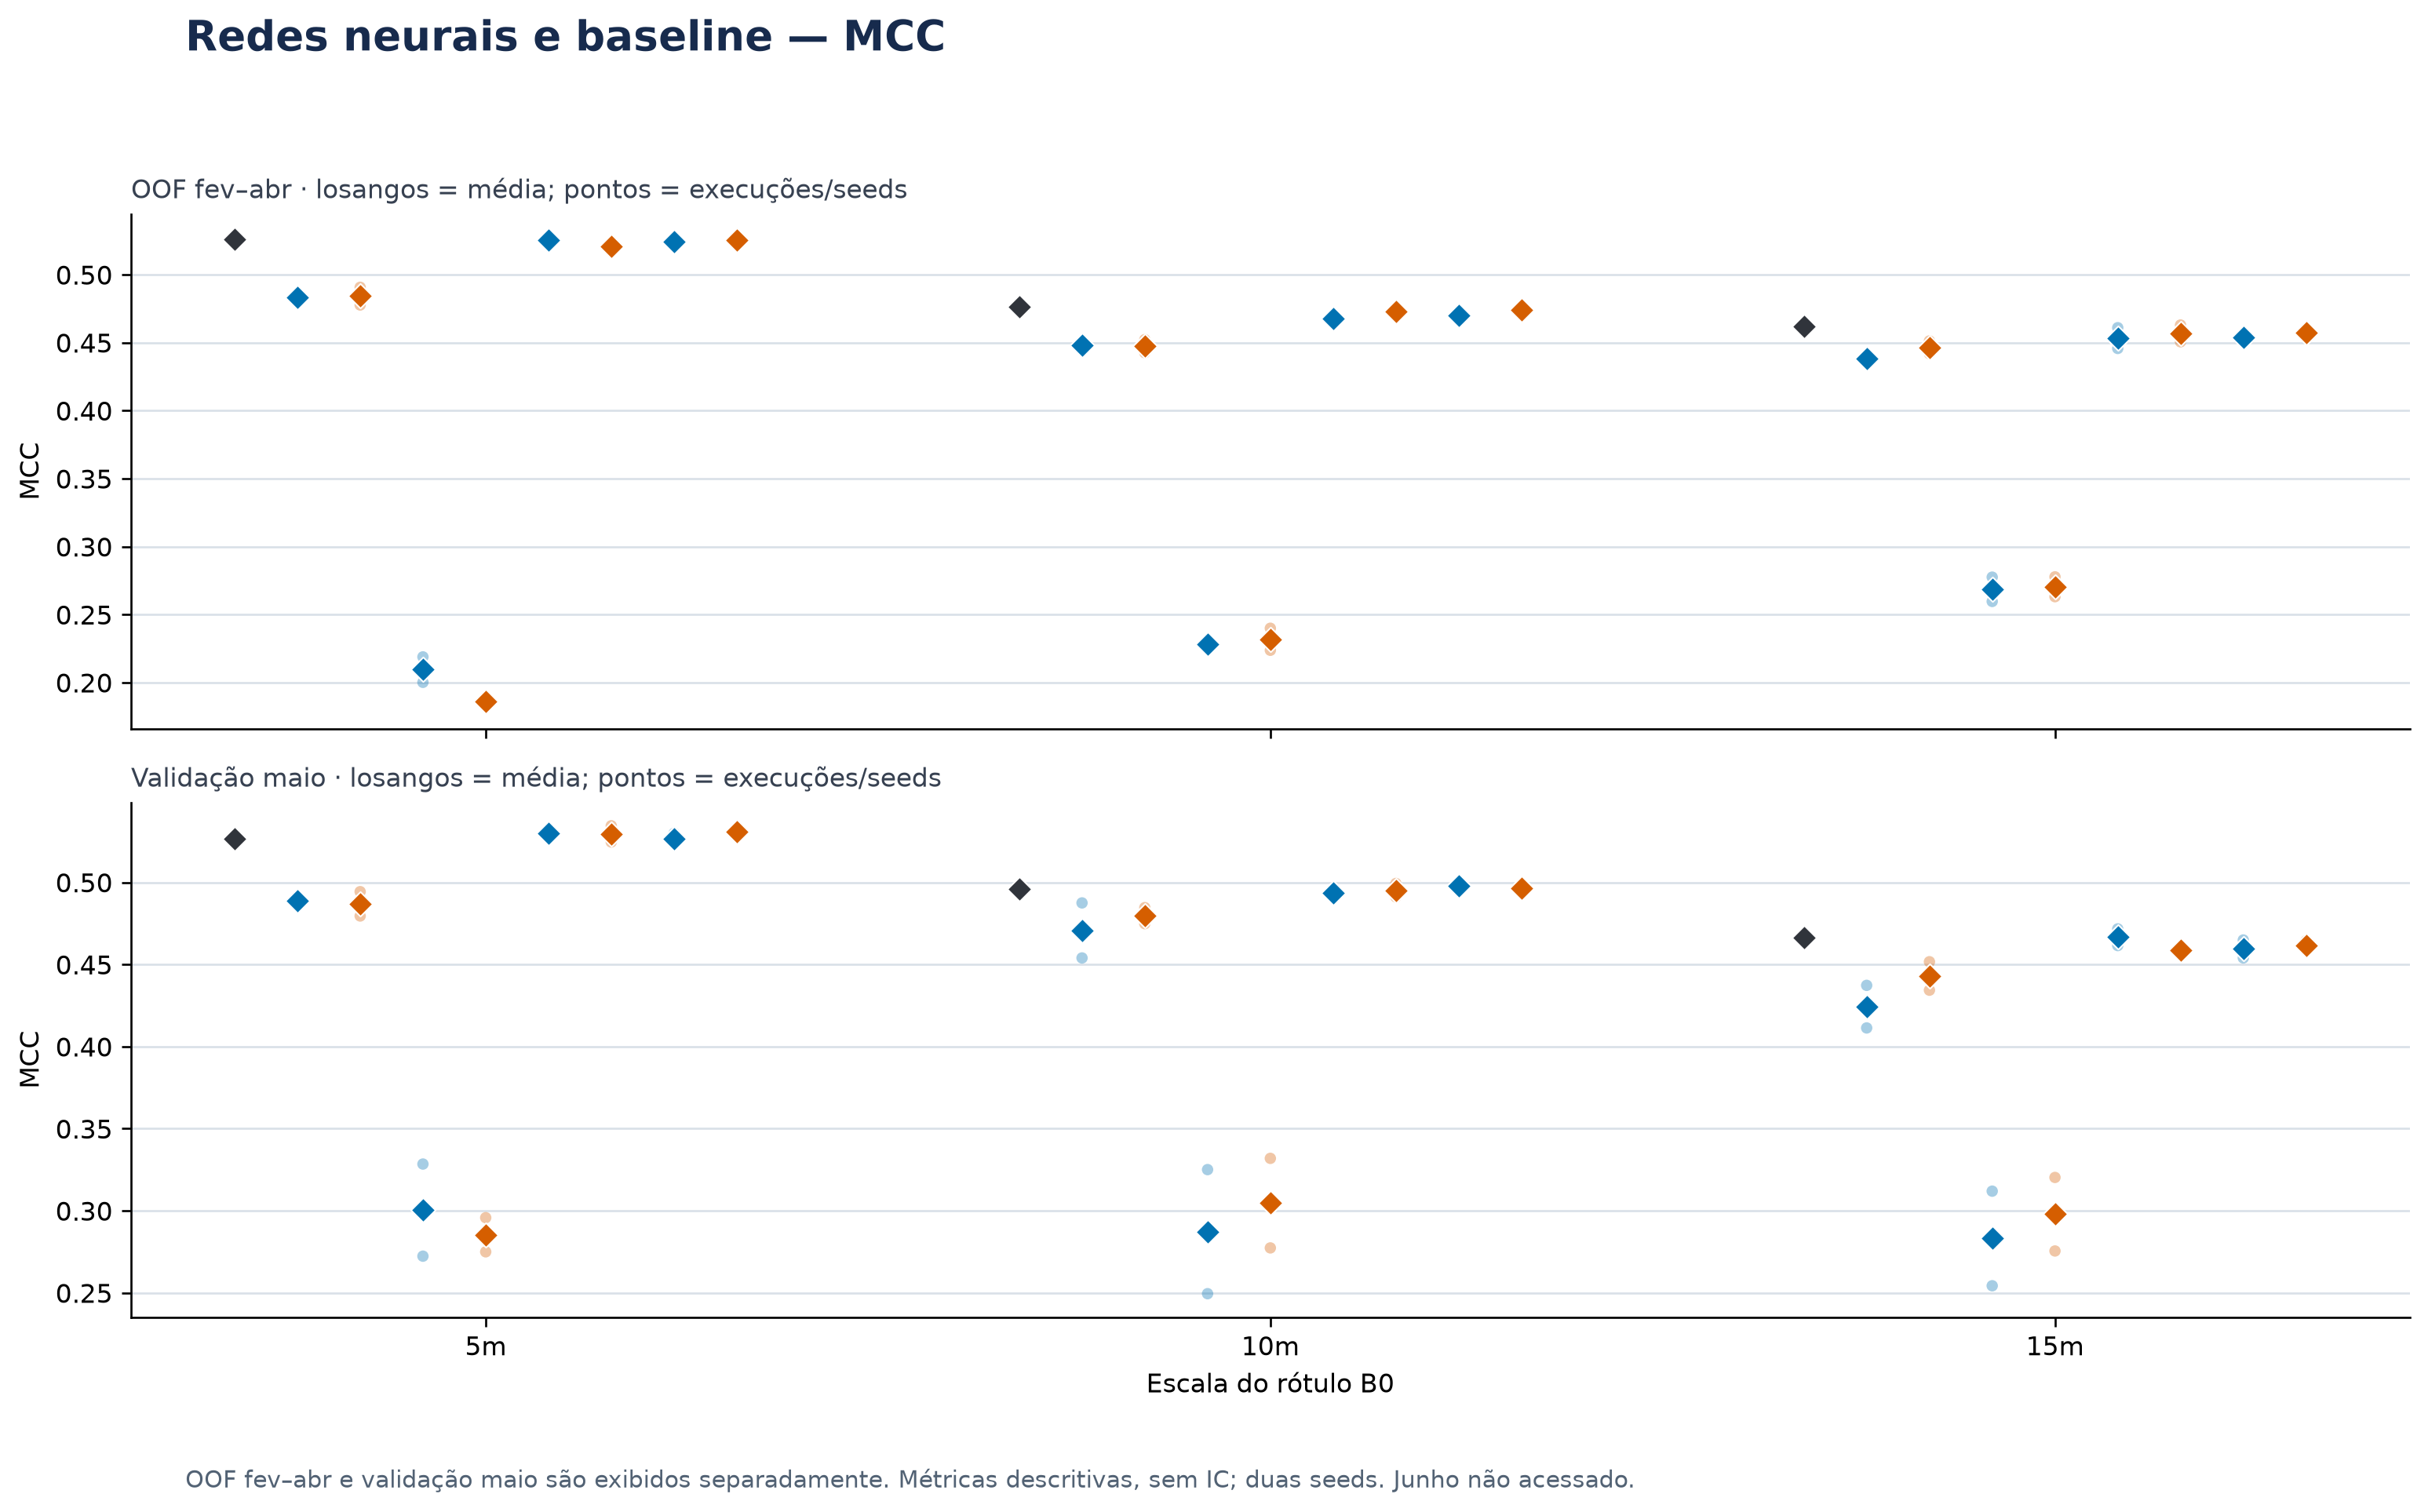 Redes neurais e baseline — MCC
OOF fev–abr · losangos = média; pontos = execuções/seeds
0.50
0.45
0.40
0.35
0.30
0.25
0.20
MCC
Validação maio · losangos = média; pontos = execuções/seeds
0.50
0.45
0.40
0.35
0.30
0.25
MCC
5m
10m
15m
Escala do rótulo B0
OOF fev–abr e validação maio são exibidos separadamente. Métricas descritivas, sem IC; duas seeds. Junho não acessado.